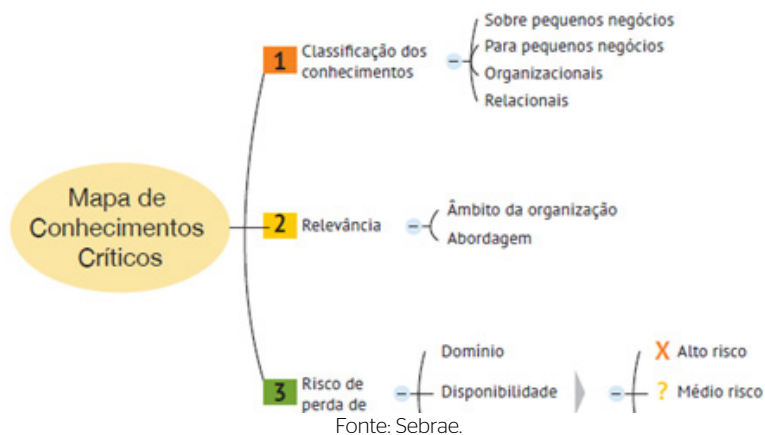 Mapa de
Conhecimentos
Críticos
1
Classificação dos
conhecimentos
Sobre pequenos negócios
Para pequenos negócios
Organizacionais
Relacionais
2
Relevância
Âmbito da organização
Abordagem
3
Risco de
perda de
Domínio
Disponibilidade
X Alto risco
? Médio risco
Fonte: Sebrae.